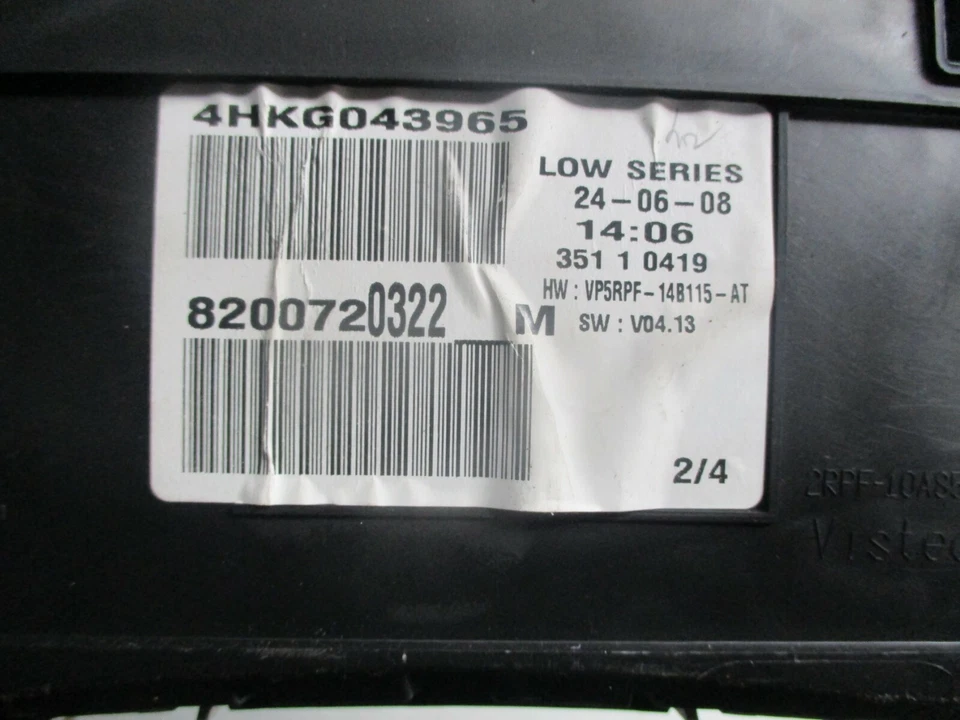 4HKG043965
LOW SERIES
24-06-08
14:06
351 1 0419
HW : VP5RPF-14B115-AT
8200720322 M
SW : V04.13
2/4